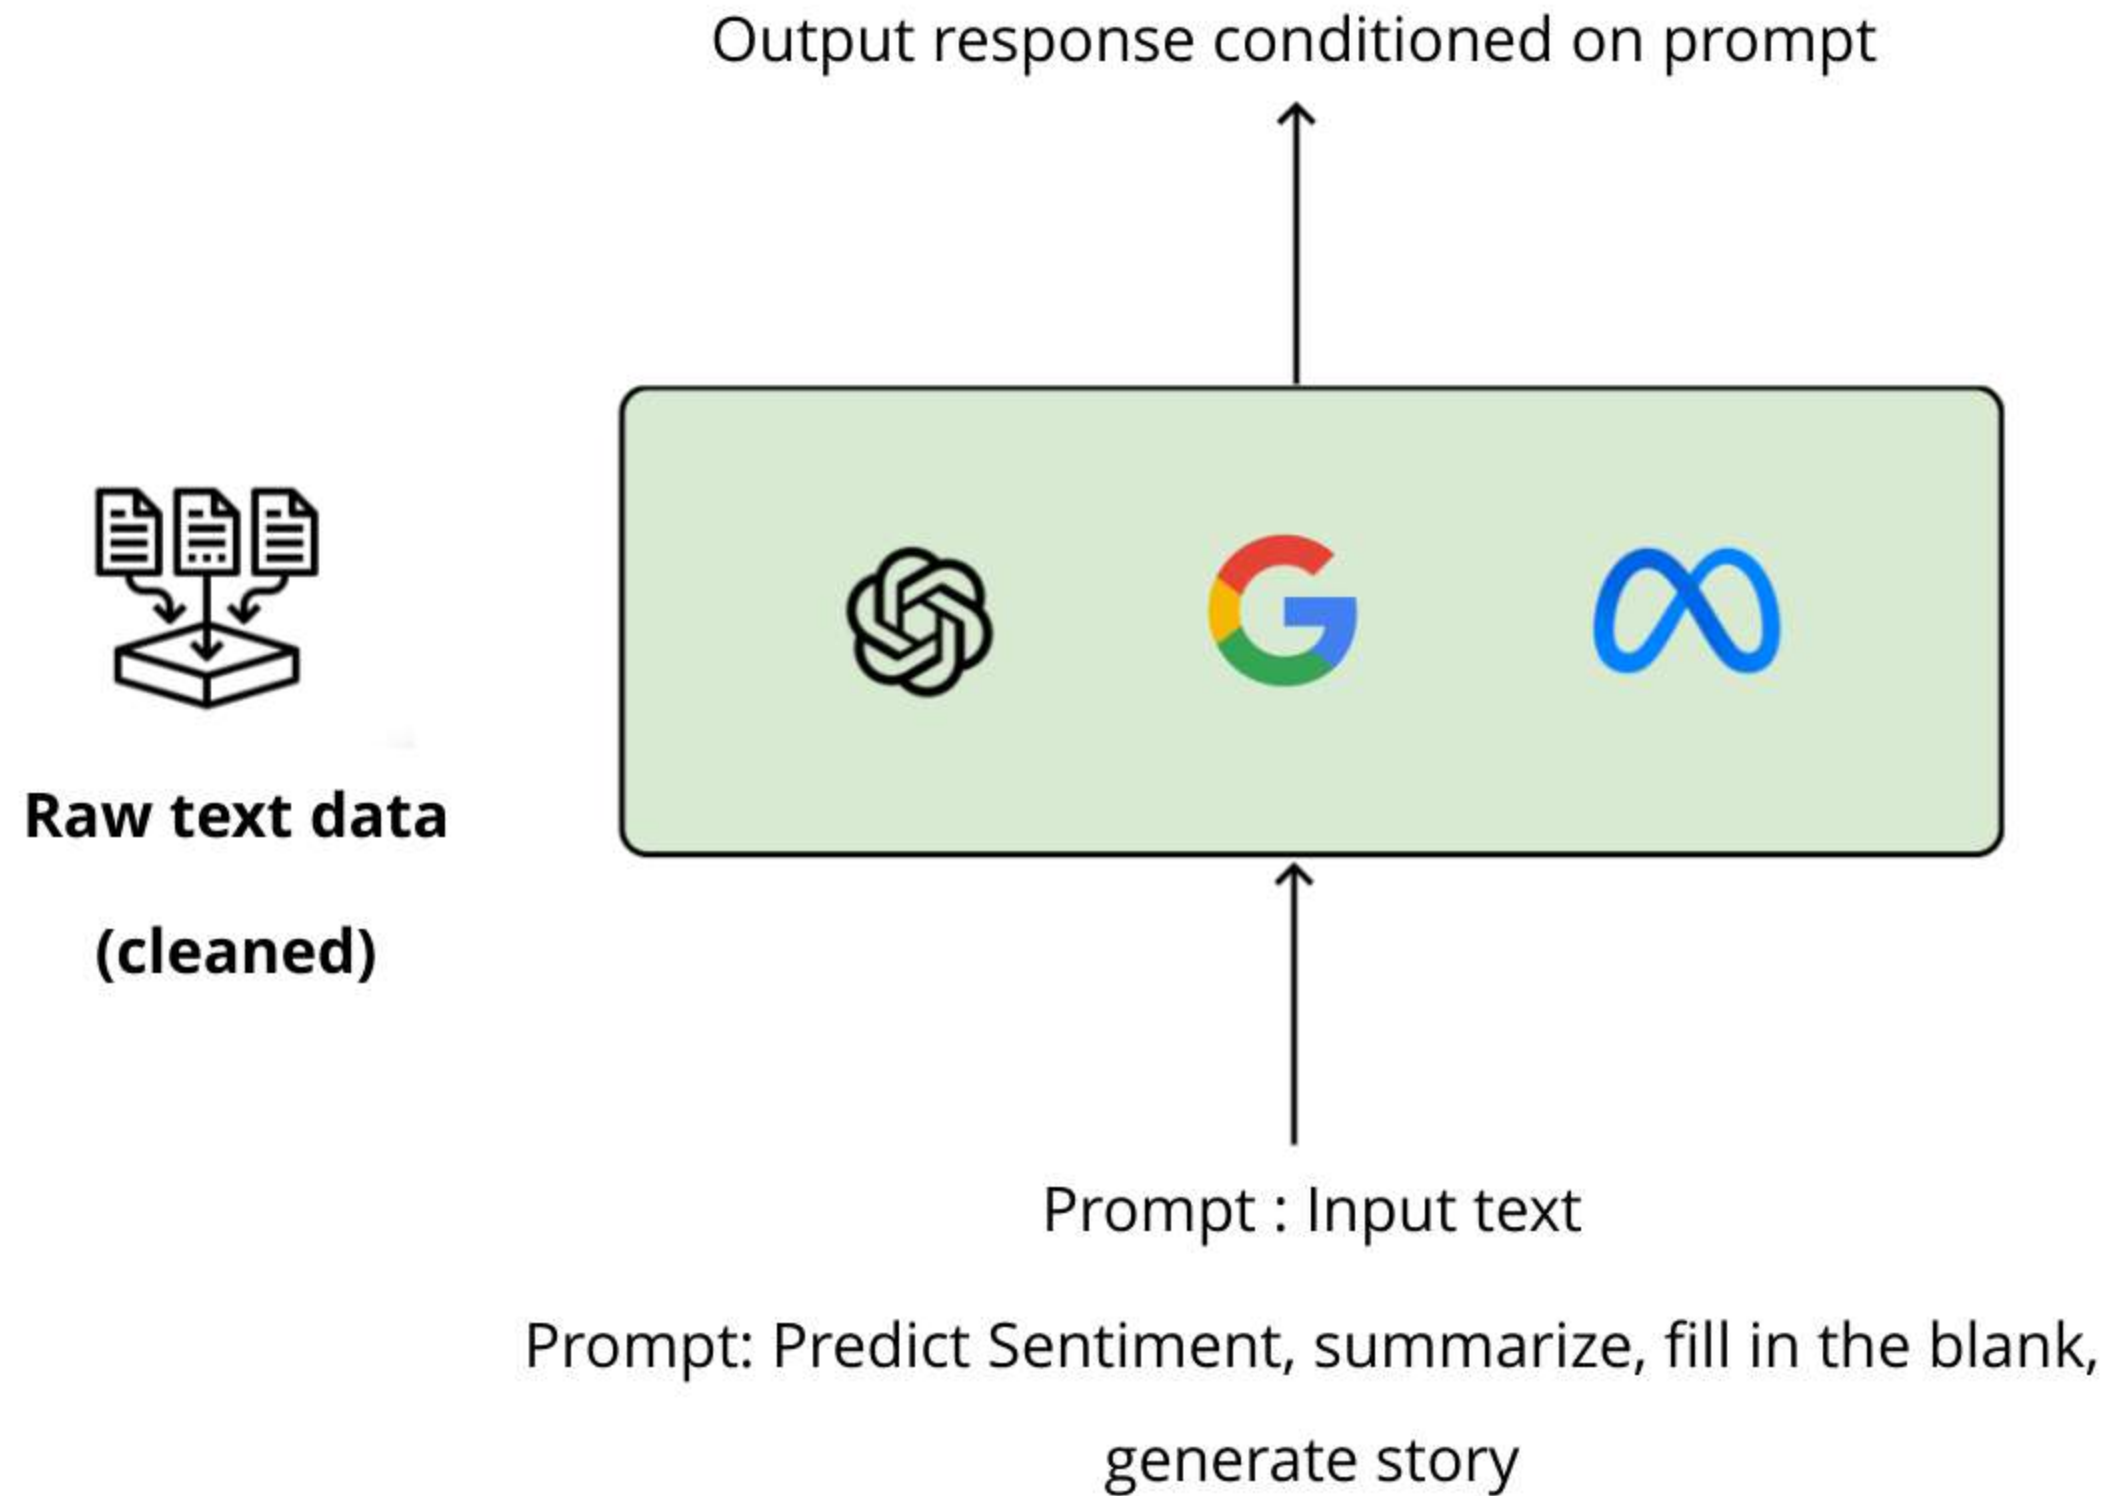 Output response conditioned on prompt
Raw text data
(cleaned)
Prompt : Input text
Prompt: Predict Sentiment, summarize, fill in the blank,
generate story